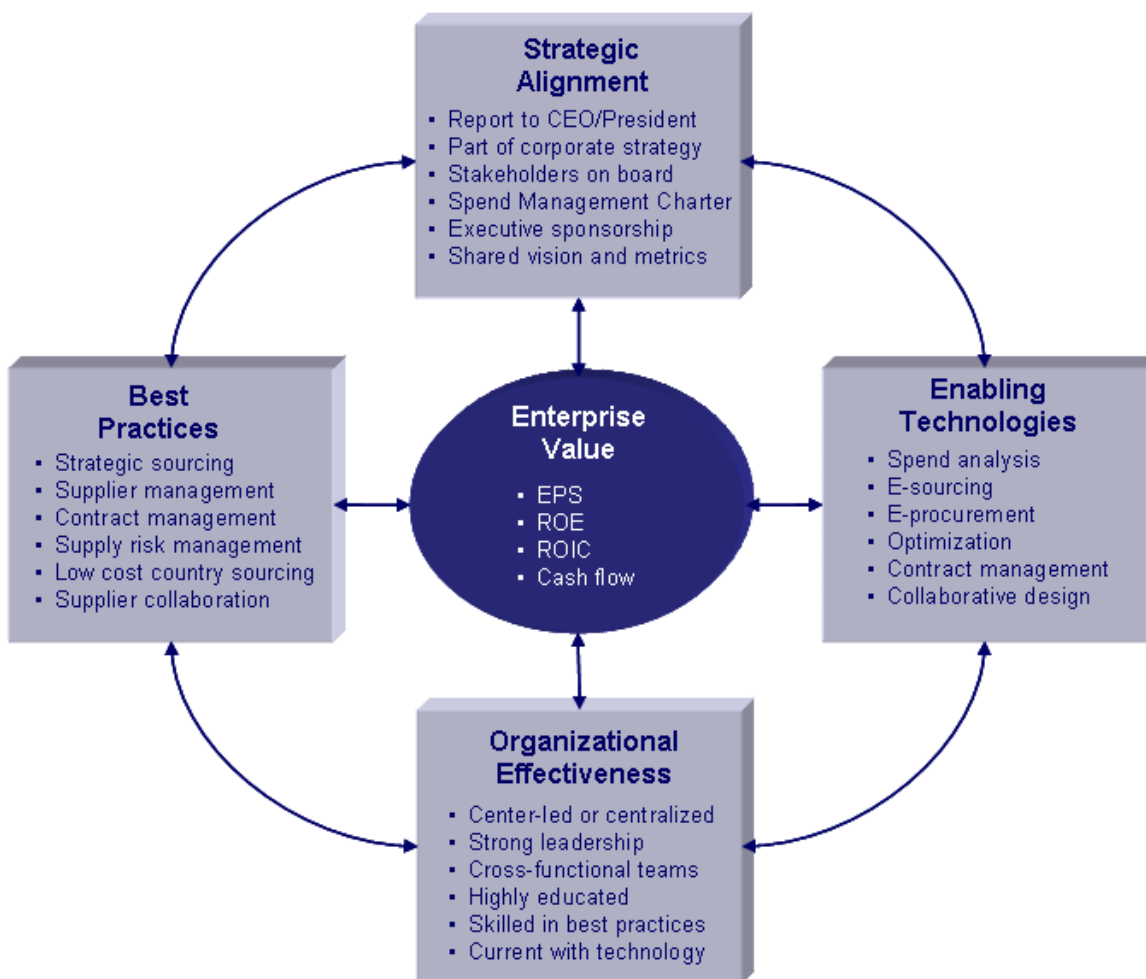 Strategic
Alignment
▪ Report to CEO/President
▪ Part of corporate strategy
▪ Stakeholders on board
▪ Spend Management Charter
▪ Executive sponsorship
▪ Shared vision and metrics
Best
Practices
▪ Strategic sourcing
▪ Supplier management
▪ Contract management
▪ Supply risk management
▪ Low cost country sourcing
▪ Supplier collaboration
Enterprise
Value
▪ EPS
▪ ROE
▪ ROIC
▪ Cash flow
Enabling
Technologies
▪ Spend analysis
▪ E-sourcing
▪ E-procurement
▪ Optimization
▪ Contract management
▪ Collaborative design
Organizational
Effectiveness
▪ Center-led or centralized
▪ Strong leadership
▪ Cross-functional teams
▪ Highly educated
▪ Skilled in best practices
▪ Current with technology